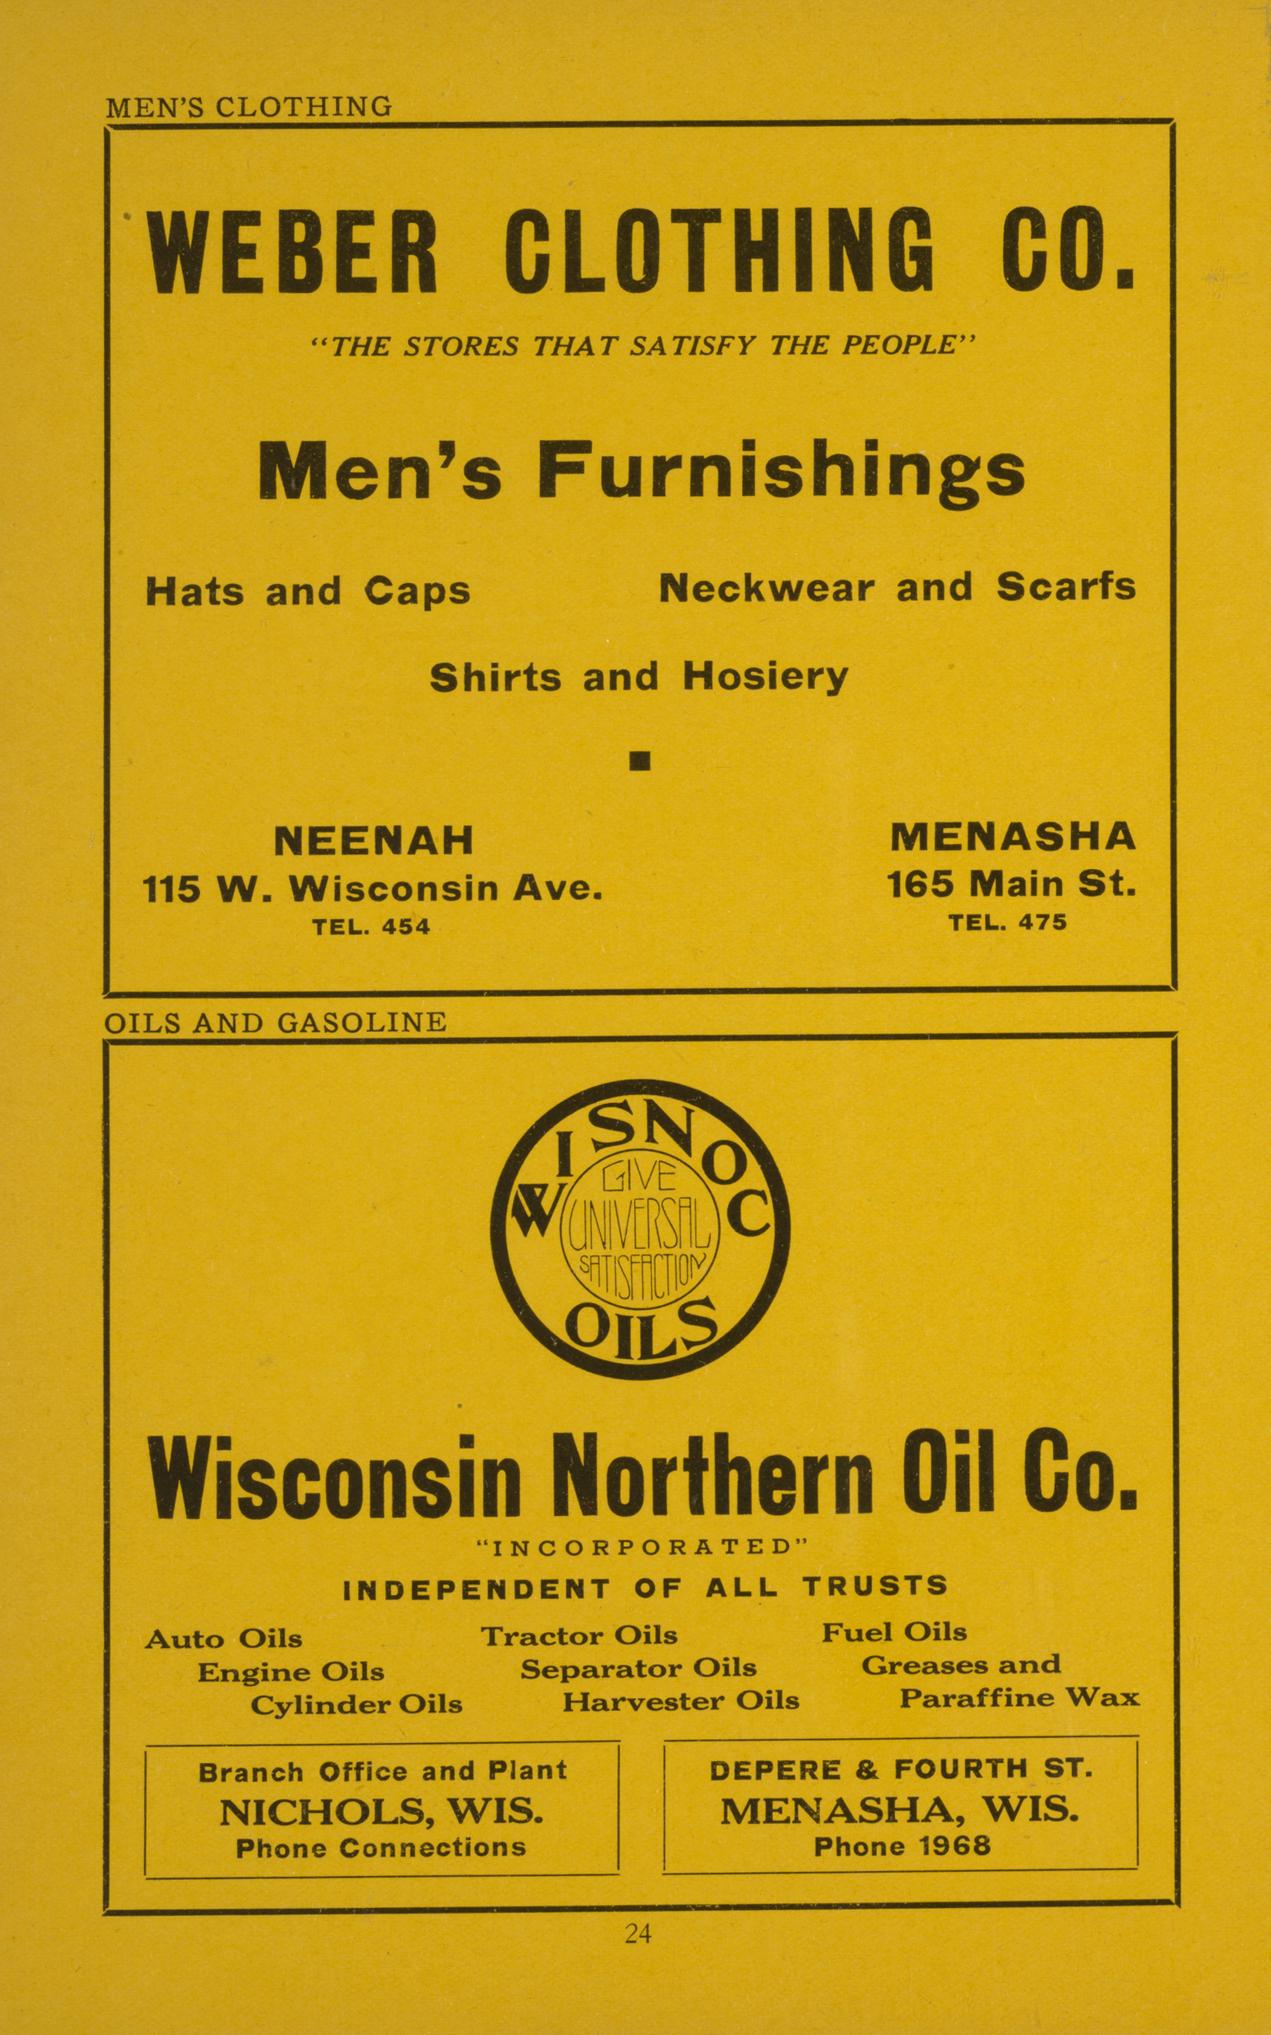 MEN'S CLOTHING
WEBER CLOTHING CO.
"THE STORES THAT SATISFY THE PEOPLE"
Men's Furnishings
Hats and Caps Neckwear and Scarfs
Shirts and Hosiery
NEENAH MENASHA
115 W. Wisconsin Ave. 165 Main St.
TEL. 454 TEL. 475
OILS AND GASOLINE
WISNOC
GIVE
UNIVERSAL
SATISFACTION
OILS
Wisconsin Northern Oil Co.
"INCORPORATED"
INDEPENDENT OF ALL TRUSTS
Auto Oils Tractor Oils Fuel Oils
Engine Oils Separator Oils Greases and
Cylinder Oils Harvester Oils Paraffine Wax
Branch Office and Plant
NICHOLS, WIS.
Phone Connections
DEPERE & FOURTH ST.
MENASHA, WIS.
Phone 1968
24